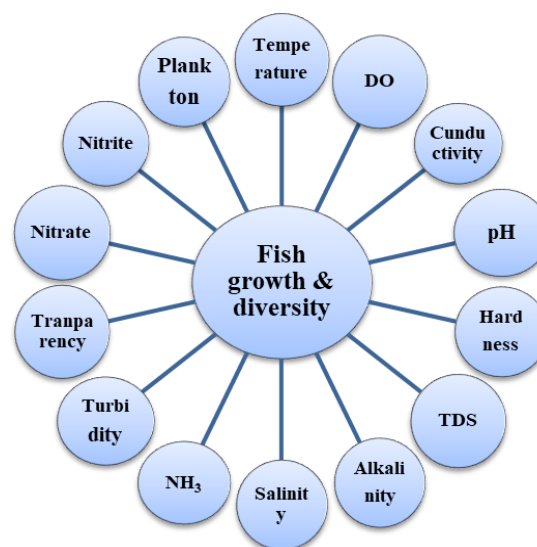 Tempe
rature
DO
Cundu
ctivity
pH
Hard
ness
TDS
Alkali
nity
Salinit
y
NH₃
Turbi
dity
Tranpa
rency
Nitrate
Nitrite
Plank
ton
Fish
growth &
diversity